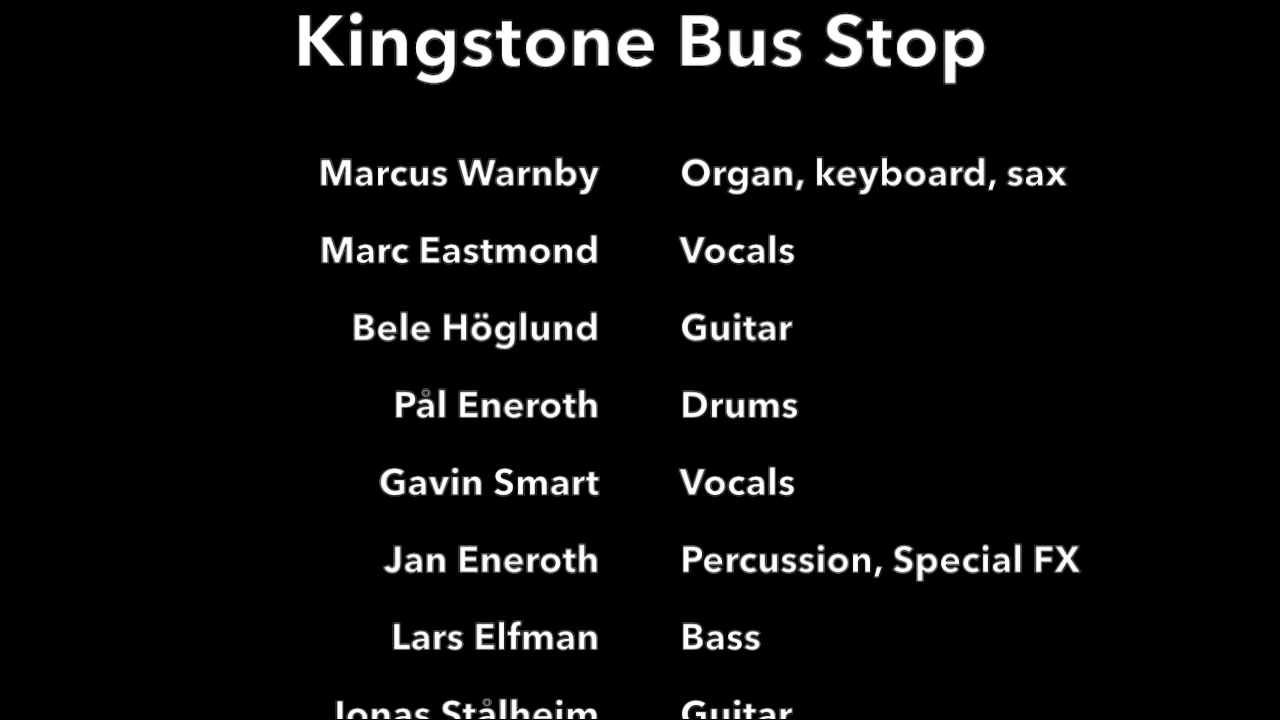 Kingstone Bus Stop
Marcus Warnby Organ, keyboard, sax
Marc Eastmond Vocals
Bele Höglund Guitar
Pål Eneroth Drums
Gavin Smart Vocals
Jan Eneroth Percussion, Special FX
Lars Elfman Bass
Jonas Stålheim Guitar